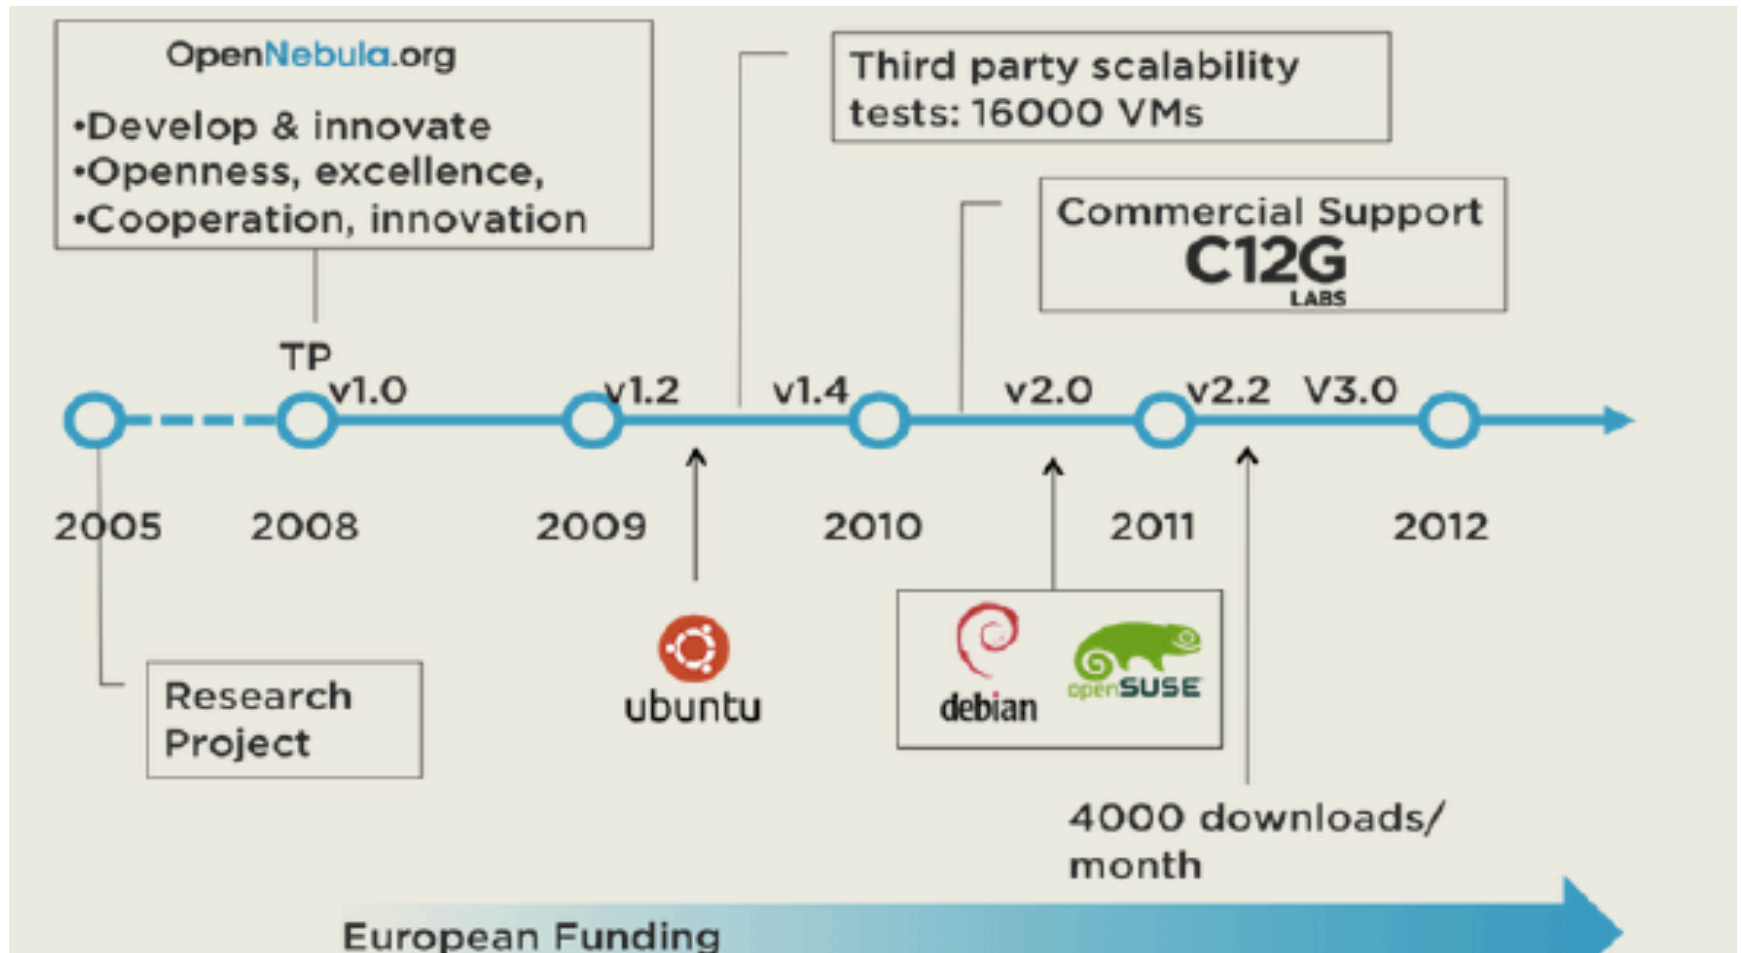 OpenNebula.org
•Develop & innovate
•Openness, excellence,
•Cooperation, innovation
Third party scalability
tests: 16000 VMs
Commercial Support
C12G
LABS
TP
v1.0
v1.2
v1.4
v2.0
v2.2
V3.0
2005
2008
2009
2010
2011
2012
Research
Project
ubuntu
debian
openSUSE
4000 downloads/
month
European Funding